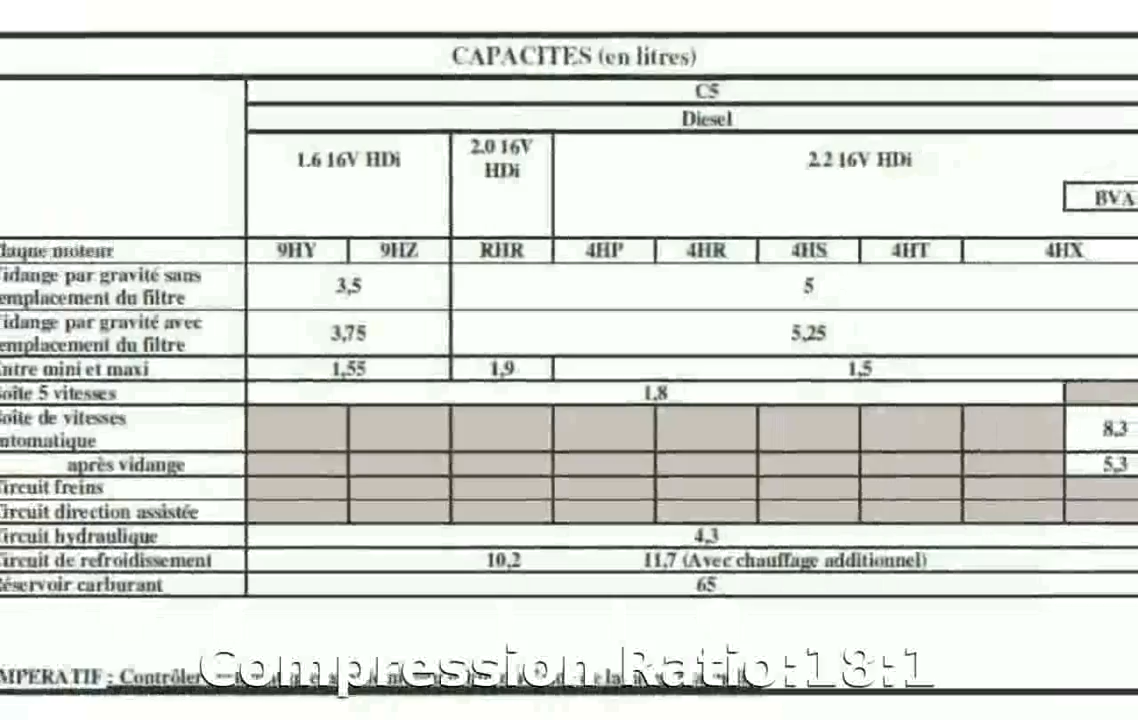 CAPACITES (en litres)
C5
Diesel
1.6 16V HDi 2.0 16V HDi 2.2 16V HDi
BVA
laque moteur 9HY 9HZ RHR 4HP 4HR 4HS 4HT 4HX
idange par gravité sans
emplacement du filtre 3,5 5
idange par gravité avec
emplacement du filtre 3,75 5,25
ntre mini et maxi 1,55 1,9 1,5
oîte 5 vitesses 1,8
oîte de vitesses
utomatique 8,3
après vidange 5,3
ircuit freins
ircuit direction assistée
ircuit hydraulique 4,3
ircuit de refroidissement 10,2 11,7 (Avec chauffage additionnel)
éservoir carburant 65
MPERATIF : Contrôler
Compression Ratio:18:1